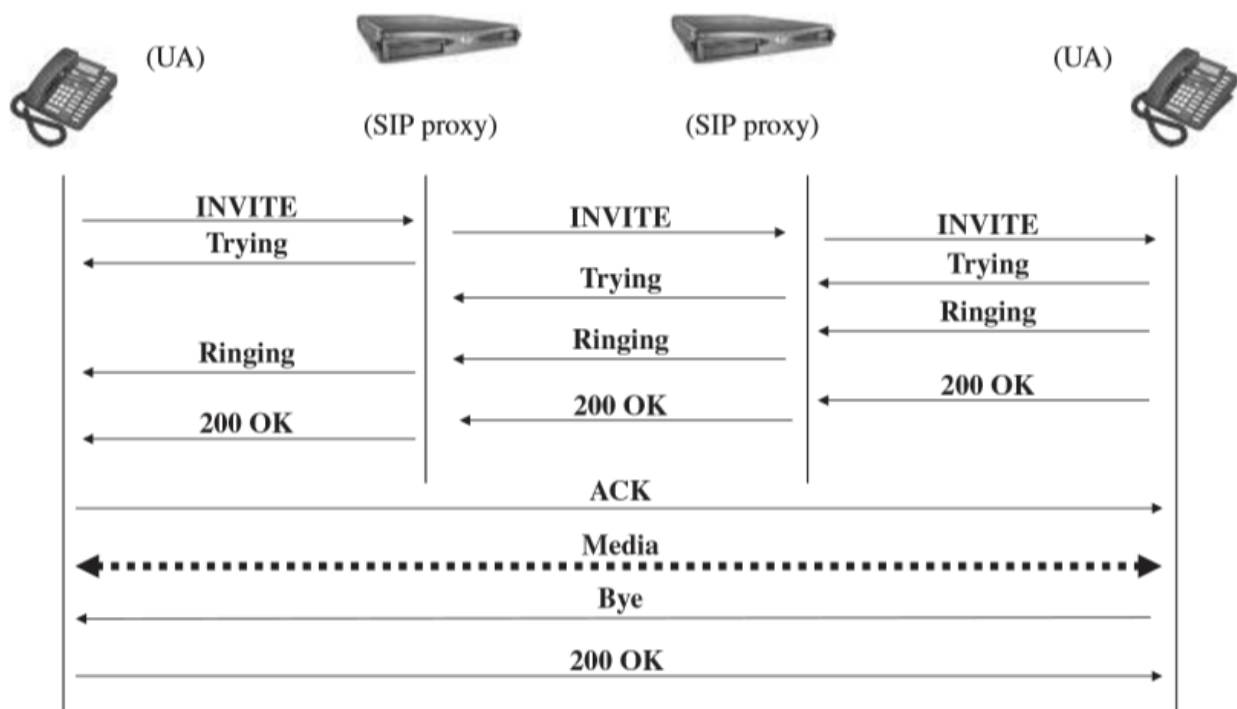 (UA)
(UA)
(SIP proxy)
(SIP proxy)
INVITE
INVITE
INVITE
Trying
Trying
Trying
Ringing
Ringing
Ringing
200 OK
200 OK
200 OK
ACK
Media
Bye
200 OK